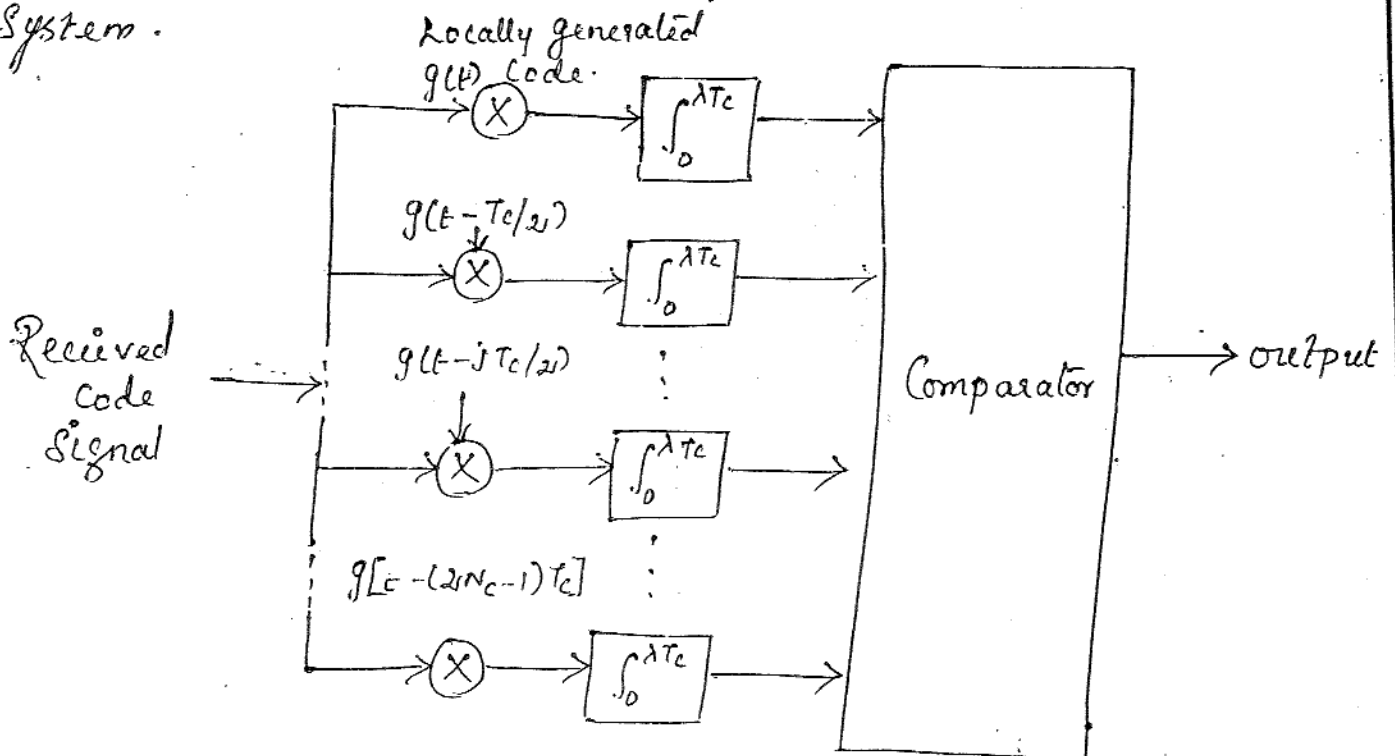 System.
Locally generated
g(t) Code.
X
∫₀^λTc
g(t - Tc/2)
X
∫₀^λTc
Recieved
Code
Signal
g(t - jTc/2)
X
∫₀^λTc
Comparator
output
g[t - (2Nc - 1)Tc]
X
∫₀^λTc